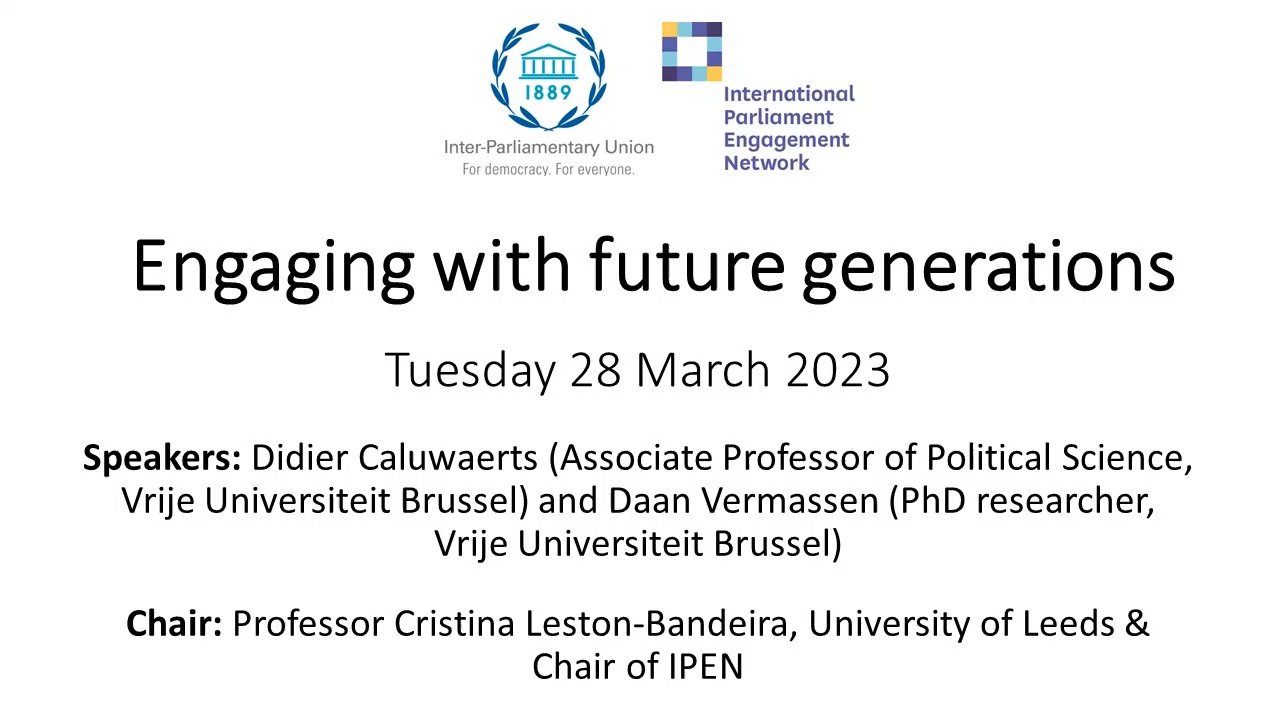 1889
Inter-Parliamentary Union
For democracy. For everyone.
International
Parliament
Engagement
Network
Engaging with future generations
Tuesday 28 March 2023
Speakers: Didier Caluwaerts (Associate Professor of Political Science,
Vrije Universiteit Brussel) and Daan Vermassen (PhD researcher,
Vrije Universiteit Brussel)
Chair: Professor Cristina Leston-Bandeira, University of Leeds &
Chair of IPEN